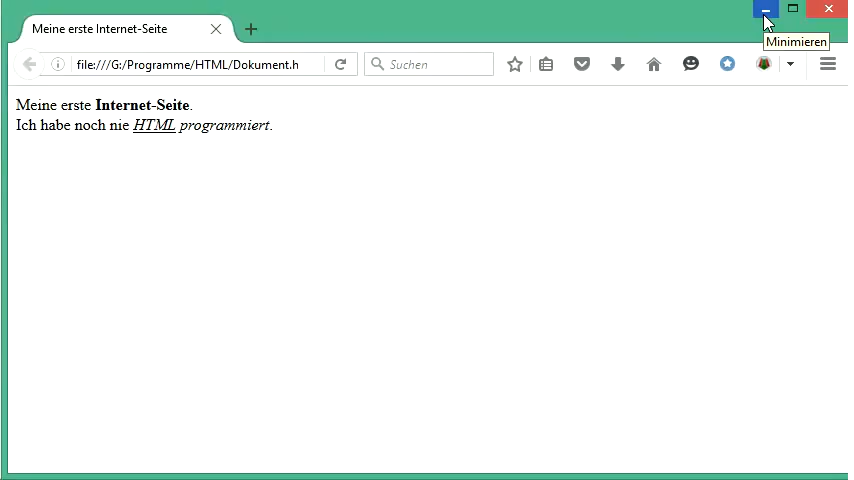 Meine erste Internet-Seite
Minimieren
file:///G:/Programme/HTML/Dokument.h
Suchen
Meine erste Internet-Seite.
Ich habe noch nie HTML programmiert.